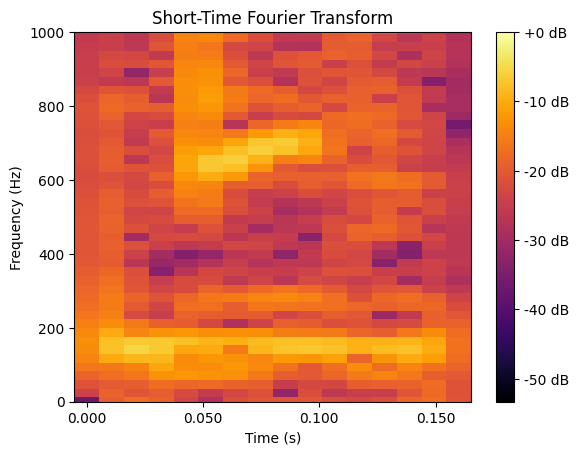 Short-Time Fourier Transform
1000
800
600
400
200
0
Frequency (Hz)
0.000
0.050
0.100
0.150
Time (s)
+0 dB
-10 dB
-20 dB
-30 dB
-40 dB
-50 dB